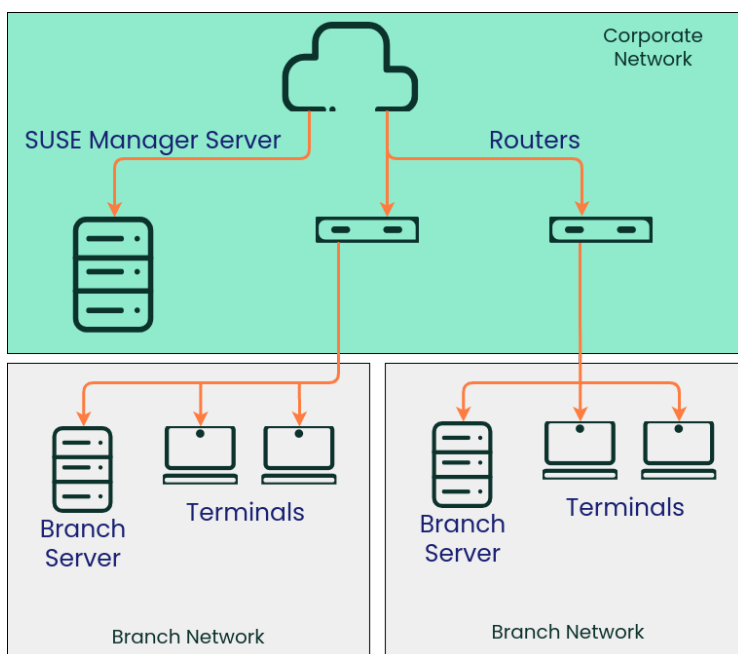 Corporate
Network
SUSE Manager Server
Routers
Terminals
Branch
Server
Branch Network
Terminals
Branch
Server
Branch Network